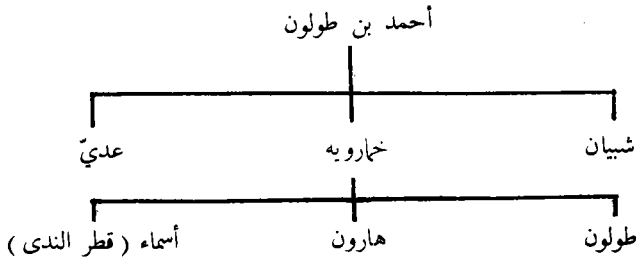 أحمد بن طولون
شيبان خمارويه عديّ
طولون هارون أسماء ( قطر الندى )